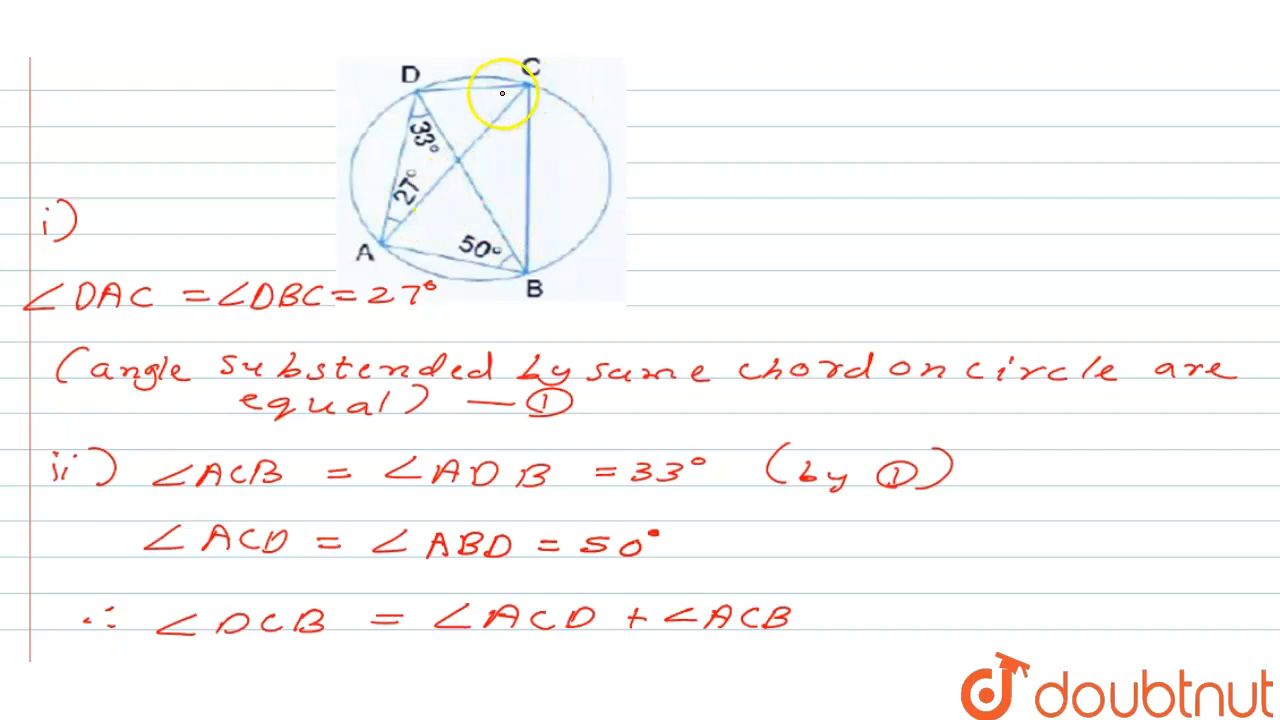 D
C
33°
27°
A
50°
B
i)
∠DAC = ∠DBC = 27°
(angle substended by same chord on circle are
equal) — ①
ii) ∠ACB = ∠ADB = 33° (by ①)
∠ACD = ∠ABD = 50°
∴ ∠DCB = ∠ACD + ∠ACB
doubtnut